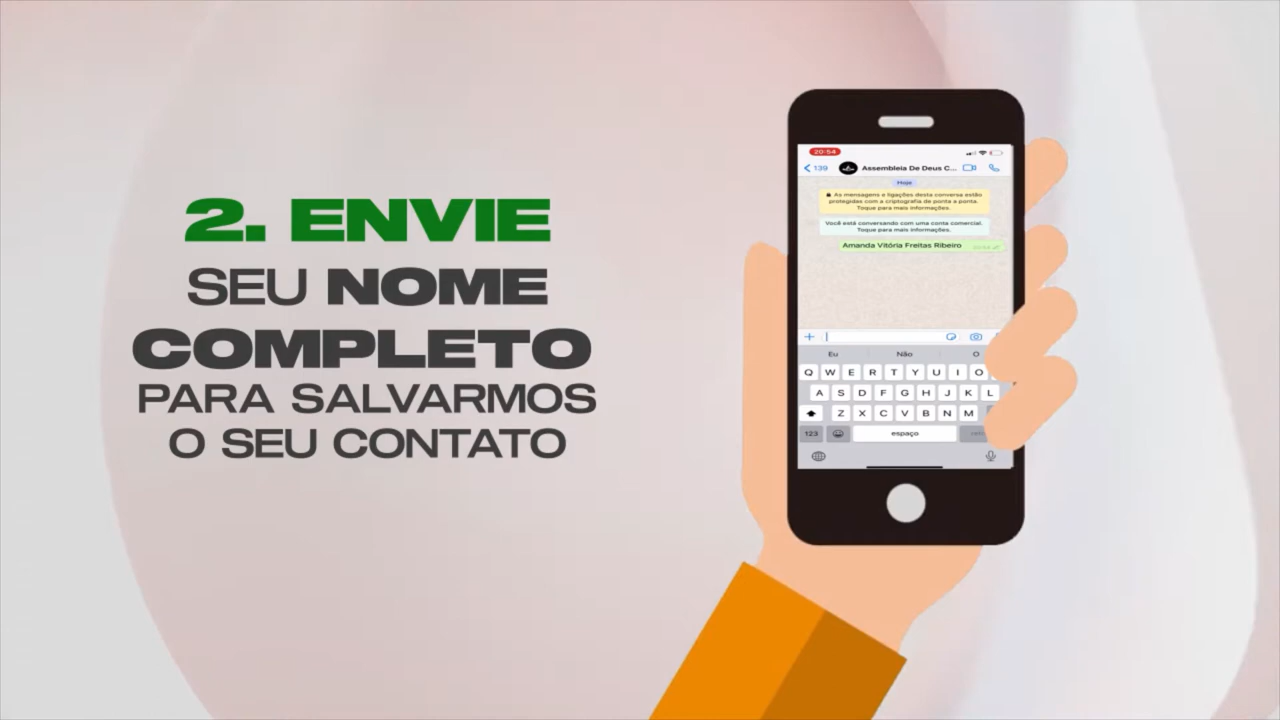 2. ENVIE
SEU NOME
COMPLETO
PARA SALVARMOS
O SEU CONTATO
20:54
139
Assembleia De Deus C...
Hoje
As mensagens e ligações desta conversa estão
protegidas com a criptografia de ponta a ponta.
Toque para mais informações.
Você está conversando com uma conta comercial.
Toque para mais informações.
Amanda Vitória Freitas Ribeiro
Eu Não O
Q W E R T Y U I O
A S D F G H J K L
Z X C V B N M
123 espaço